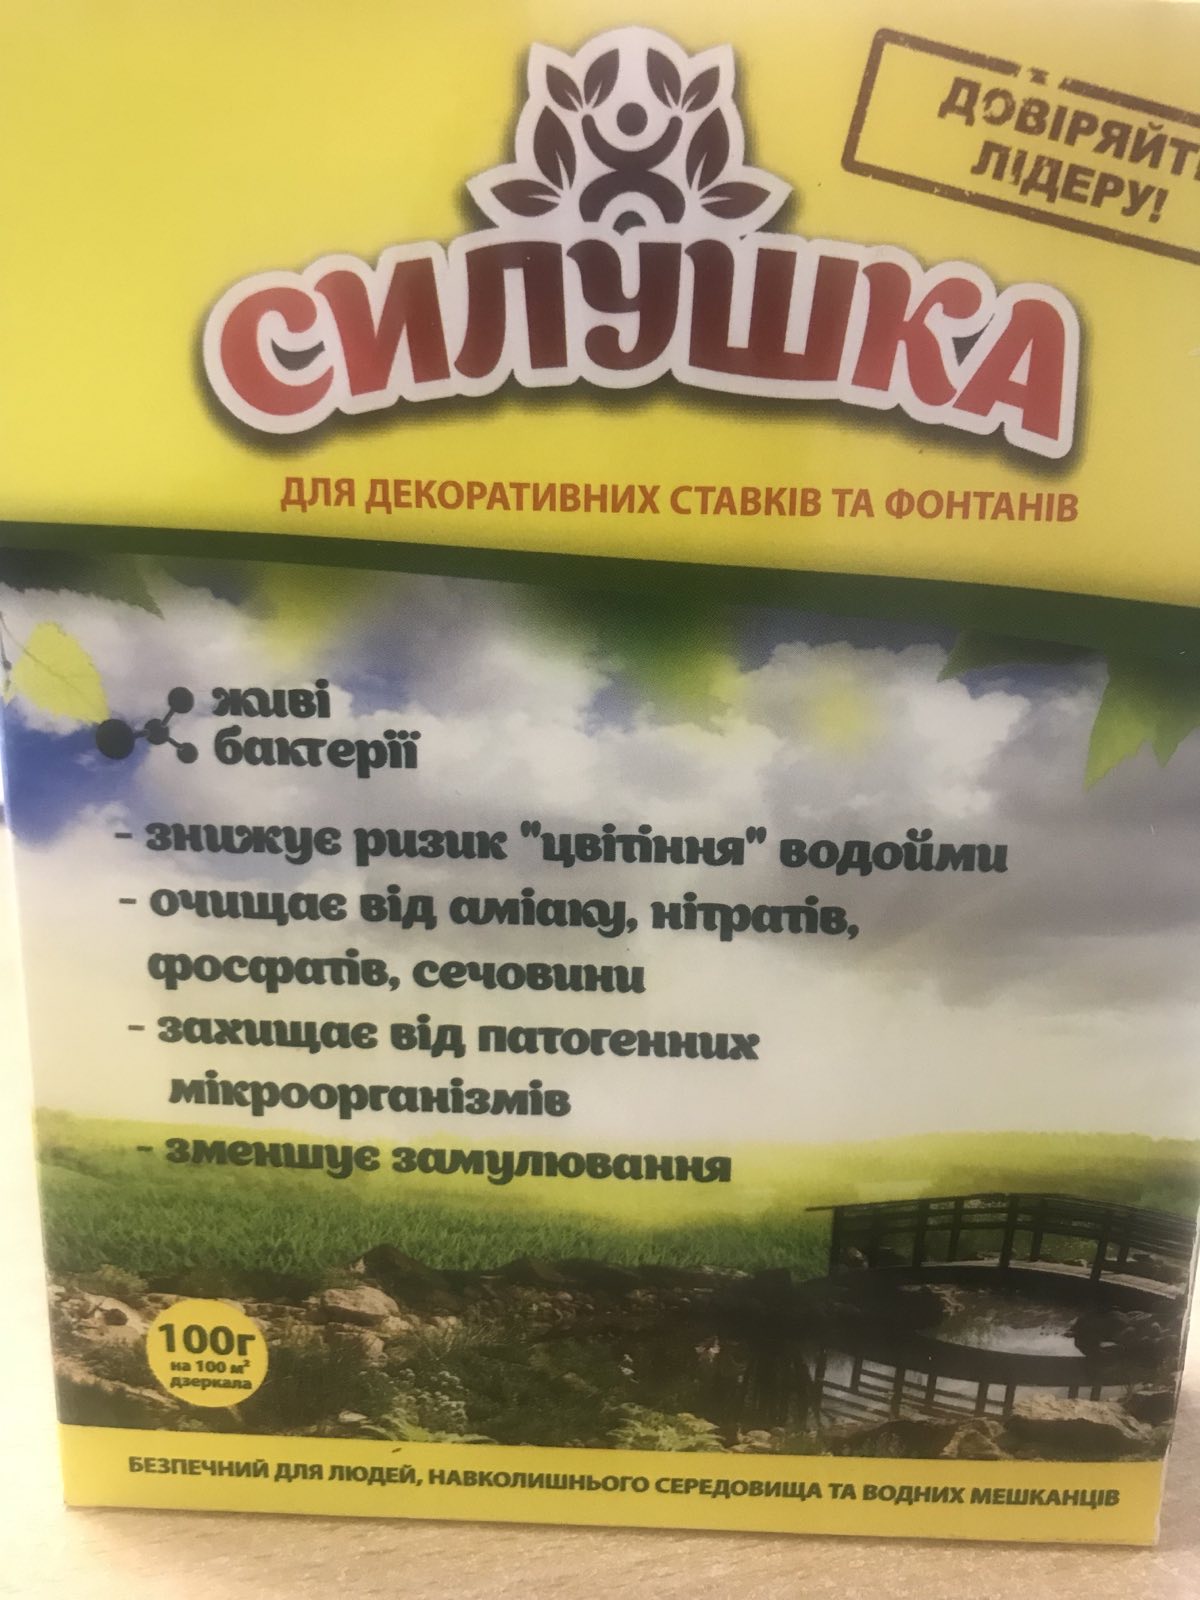 ДОВІРЯЙТЕ
ЛІДЕРУ!
СИЛУШКА
ДЛЯ ДЕКОРАТИВНИХ СТАВКІВ ТА ФОНТАНІВ
живі
бактерії
- знижує ризик "цвітіння" водойми
- очищає від аміаку, нітратів,
фосфатів, сечовини
- захищає від патогенних
мікроорганізмів
- зменшує замулювання
100г
на 100 м²
дзеркала
БЕЗПЕЧНИЙ ДЛЯ ЛЮДЕЙ, НАВКОЛИШНЬОГО СЕРЕДОВИЩА ТА ВОДНИХ МЕШКАНЦІВ